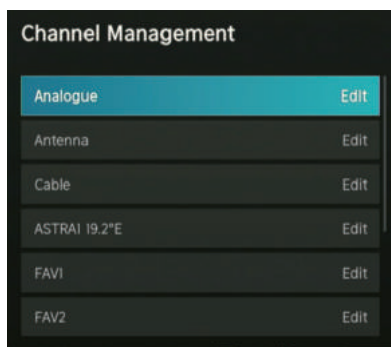 Channel Management
Analogue Edit
Antenna Edit
Cable Edit
ASTRA1 19.2°E Edit
FAV1 Edit
FAV2 Edit